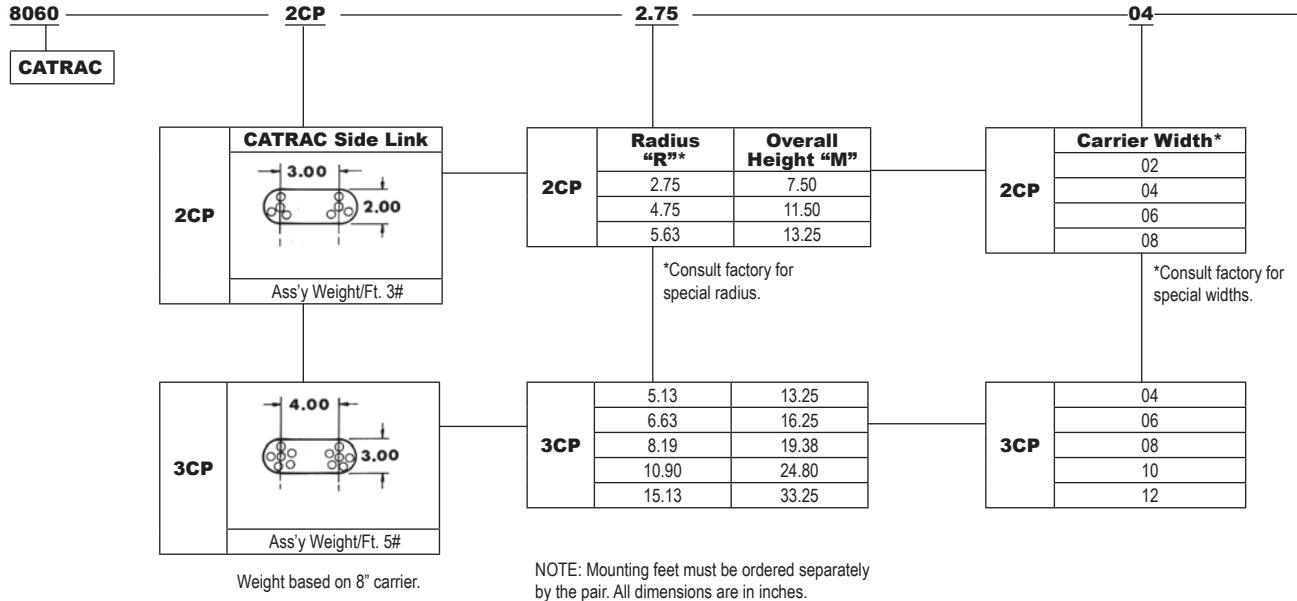 8060 2CP 2.75 04
CATRAC
2CP
CATRAC Side Link
3.00
2.00
Ass'y Weight/Ft. 3#
2CP
Radius "R"* Overall Height "M"
2.75 7.50
4.75 11.50
5.63 13.25
*Consult factory for
special radius.
2CP
Carrier Width*
02
04
06
08
*Consult factory for
special widths.
3CP
4.00
3.00
Ass'y Weight/Ft. 5#
Weight based on 8" carrier.
3CP
5.13 13.25
6.63 16.25
8.19 19.38
10.90 24.80
15.13 33.25
3CP
04
06
08
10
12
NOTE: Mounting feet must be ordered separately
by the pair. All dimensions are in inches.